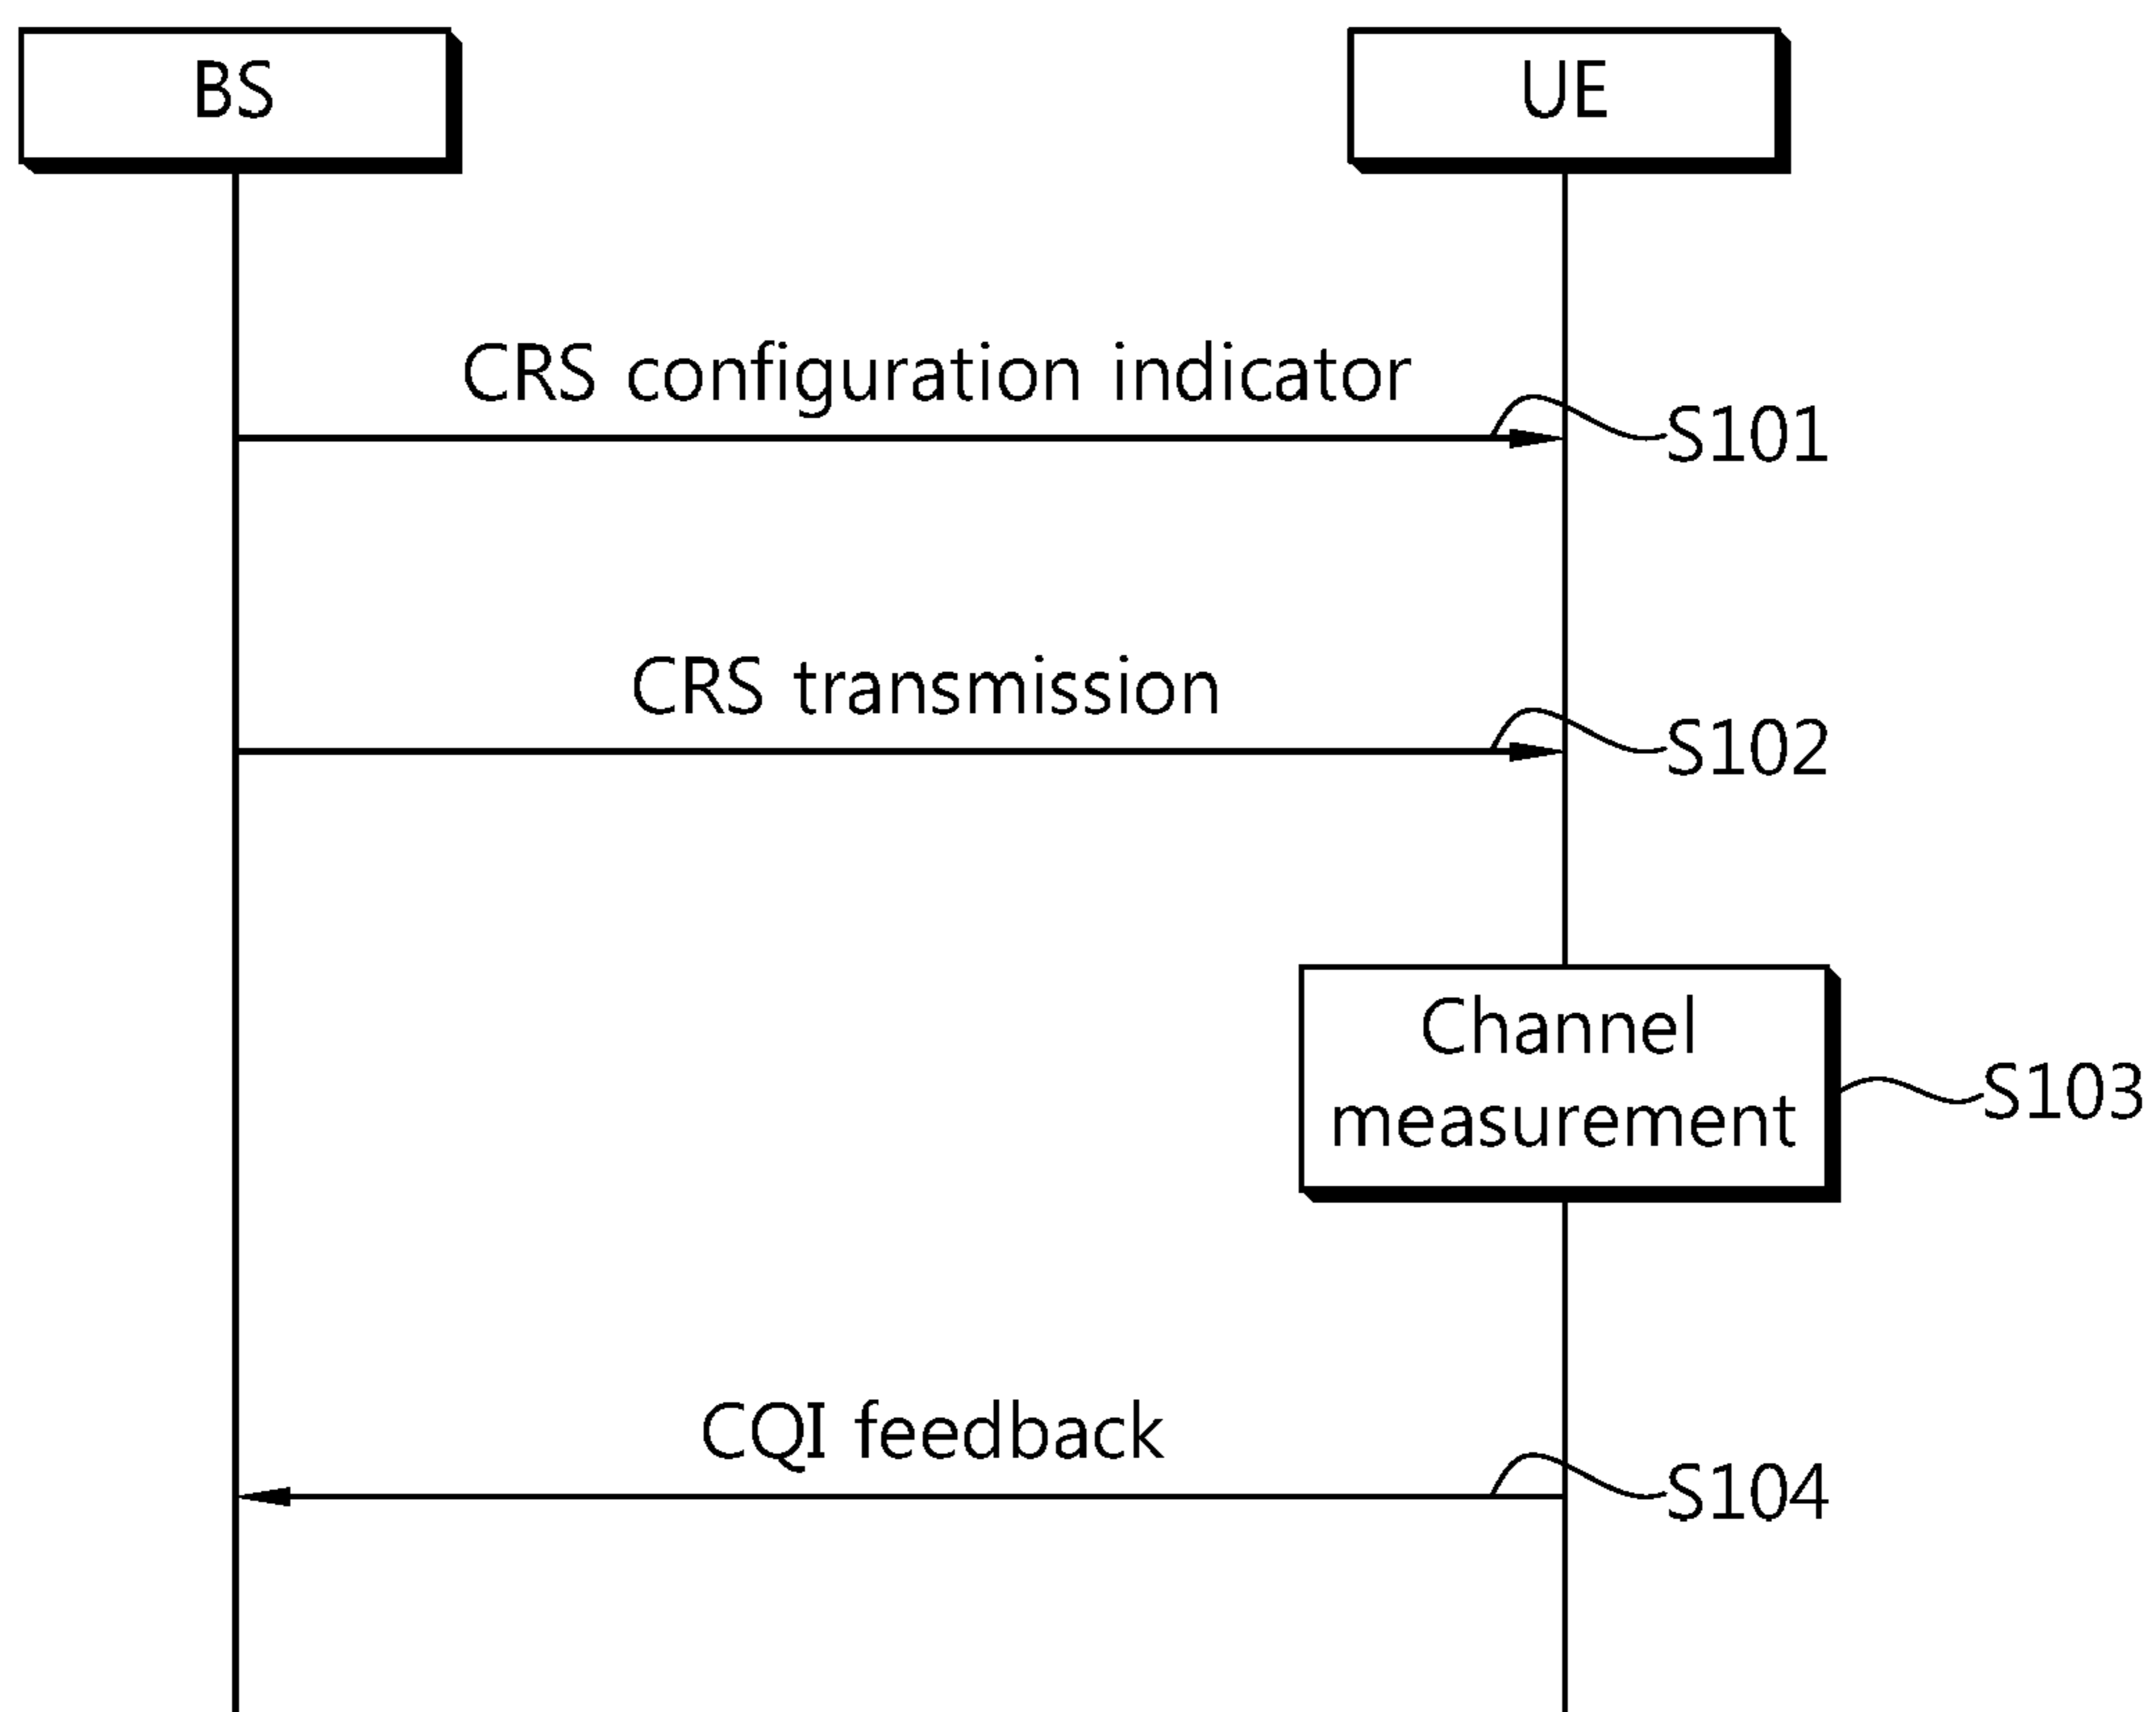 BS
UE
CRS configuration indicator
S101
CRS transmission
S102
Channel
measurement
S103
CQI feedback
S104